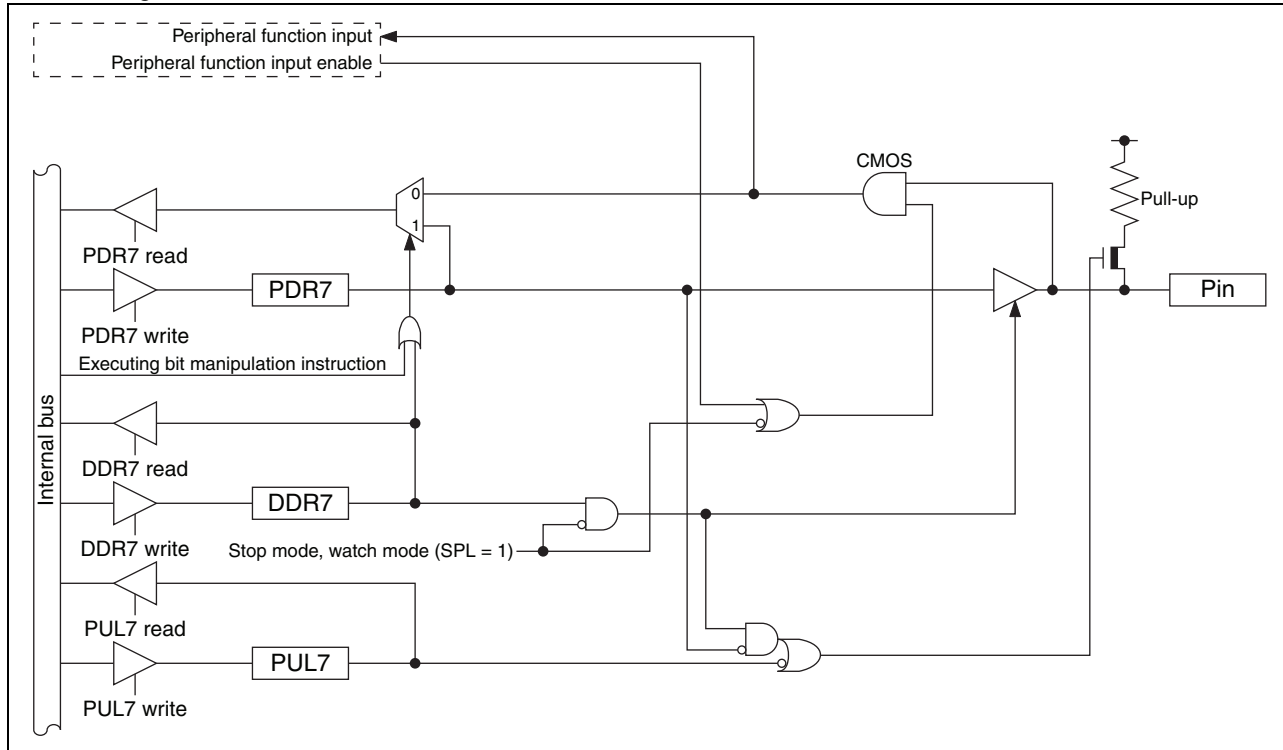 Peripheral function input
Peripheral function input enable
CMOS
Pull-up
0
1
PDR7 read
PDR7
Pin
PDR7 write
Executing bit manipulation instruction
Internal bus
DDR7 read
DDR7
DDR7 write
Stop mode, watch mode (SPL = 1)
PUL7 read
PUL7
PUL7 write